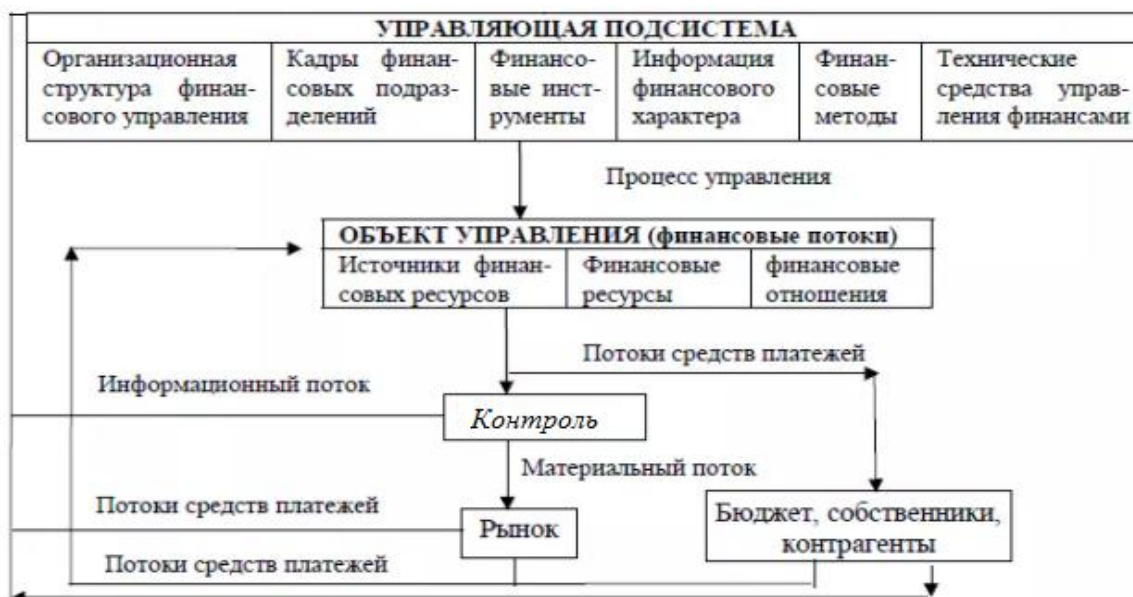 УПРАВЛЯЮЩАЯ ПОДСИСТЕМА
Организационная
структура финан-
сового управления
Кадры финан-
совых подраз-
делений
Финансо-
вые инст-
рументы
Информация
финансового
характера
Финан-
совые
методы
Технические
средства управ-
ления финансами
Процесс управления
ОБЪЕКТ УПРАВЛЕНИЯ (финансовые потоки)
Источники финан-
совых ресурсов
Финансовые
ресурсы
финансовые
отношения
Потоки средств платежей
Информационный поток
Контроль
Материальный поток
Потоки средств платежей
Рынок
Бюджет, собственники,
контрагенты
Потоки средств платежей